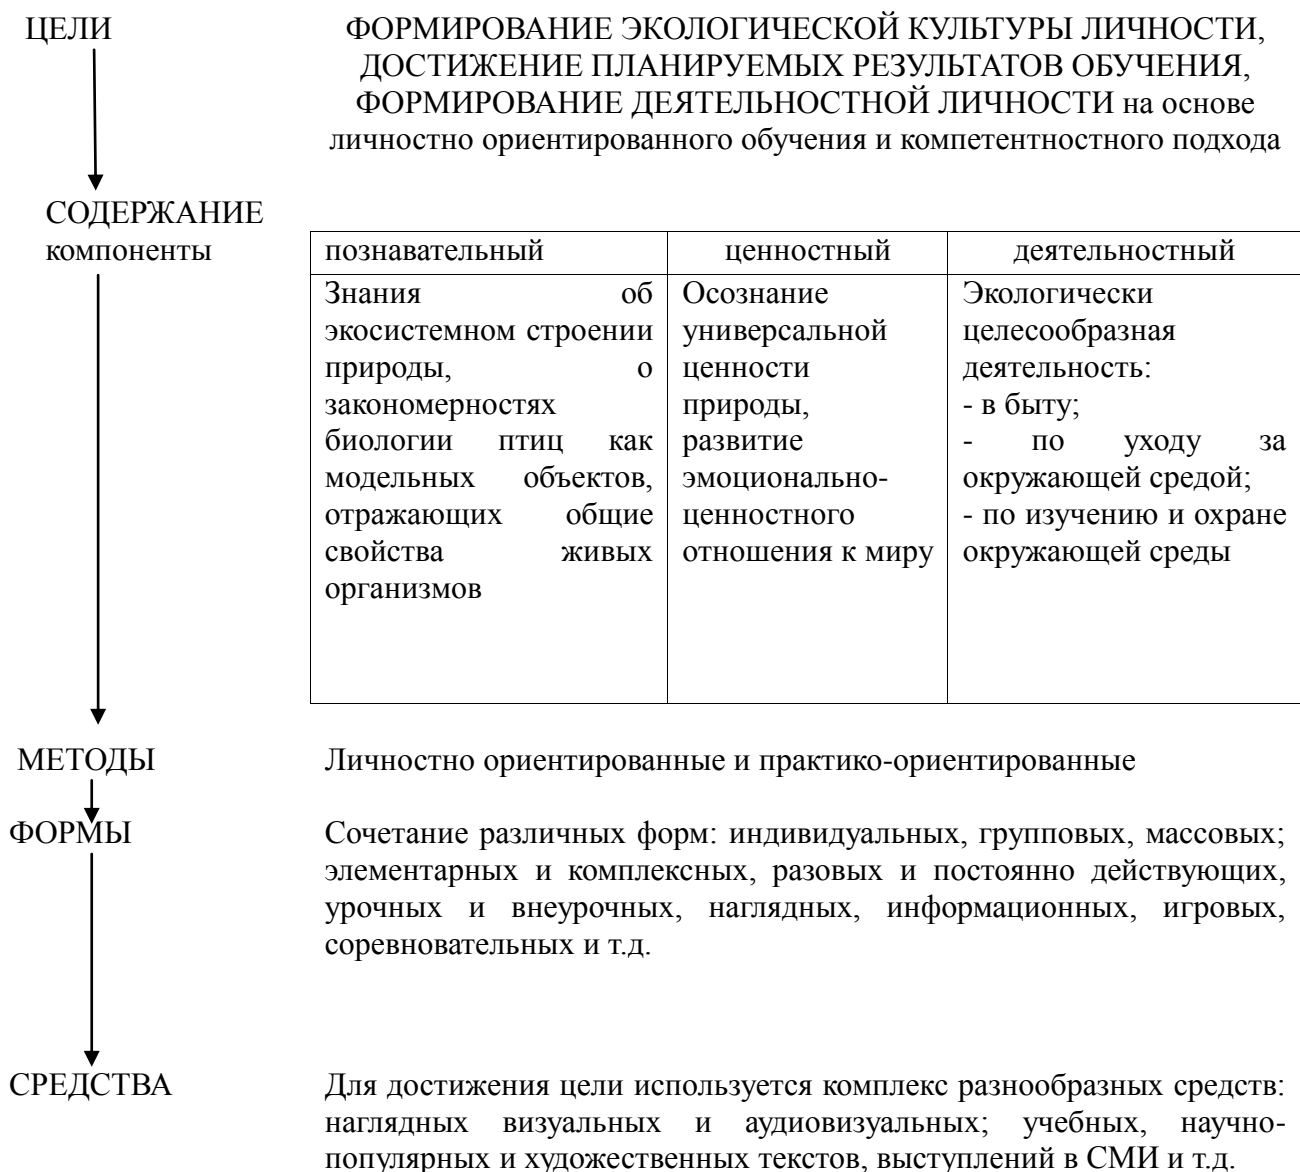 ЦЕЛИ
ФОРМИРОВАНИЕ ЭКОЛОГИЧЕСКОЙ КУЛЬТУРЫ ЛИЧНОСТИ,
ДОСТИЖЕНИЕ ПЛАНИРУЕМЫХ РЕЗУЛЬТАТОВ ОБУЧЕНИЯ,
ФОРМИРОВАНИЕ ДЕЯТЕЛЬНОСТНОЙ ЛИЧНОСТИ на основе
личностно ориентированного обучения и компетентностного подхода
СОДЕРЖАНИЕ
компоненты
познавательный
Знания об
экосистемном строении
природы, о
закономерностях
биологии птиц как
модельных объектов,
отражающих общие
свойства живых
организмов
ценностный
Осознание
универсальной
ценности
природы,
развитие
эмоционально-
ценностного
отношения к миру
деятельностный
Экологически
целесообразная
деятельность:
- в быту;
- по уходу за
окружающей средой;
- по изучению и охране
окружающей среды
МЕТОДЫ
Личностно ориентированные и практико-ориентированные
ФОРМЫ
Сочетание различных форм: индивидуальных, групповых, массовых;
элементарных и комплексных, разовых и постоянно действующих,
урочных и внеурочных, наглядных, информационных, игровых,
соревновательных и т.д.
СРЕДСТВА
Для достижения цели используется комплекс разнообразных средств:
наглядных визуальных и аудиовизуальных; учебных, научно-
популярных и художественных текстов, выступлений в СМИ и т.д.